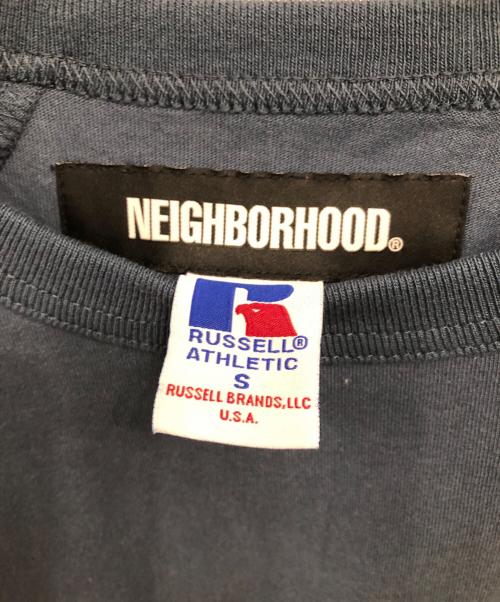 NEIGHBORHOOD®
RUSSELL®
ATHLETIC
S
RUSSELL BRANDS,LLC
U.S.A.